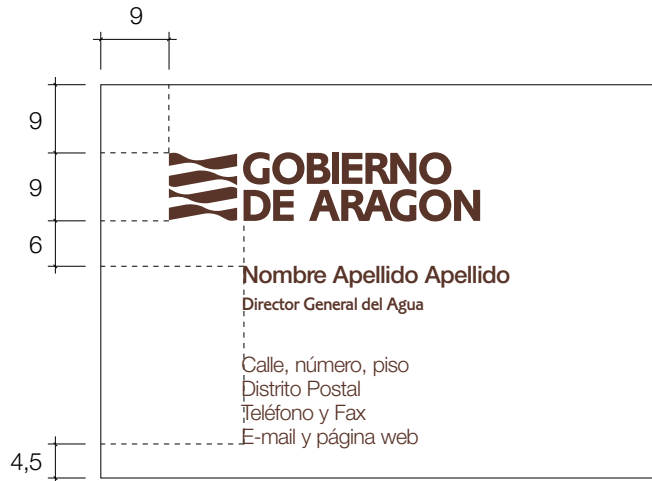 9
9
9
6
4,5
GOBIERNO
DE ARAGON
Nombre Apellido Apellido
Director General del Agua
Calle, número, piso
Distrito Postal
Teléfono y Fax
E-mail y página web